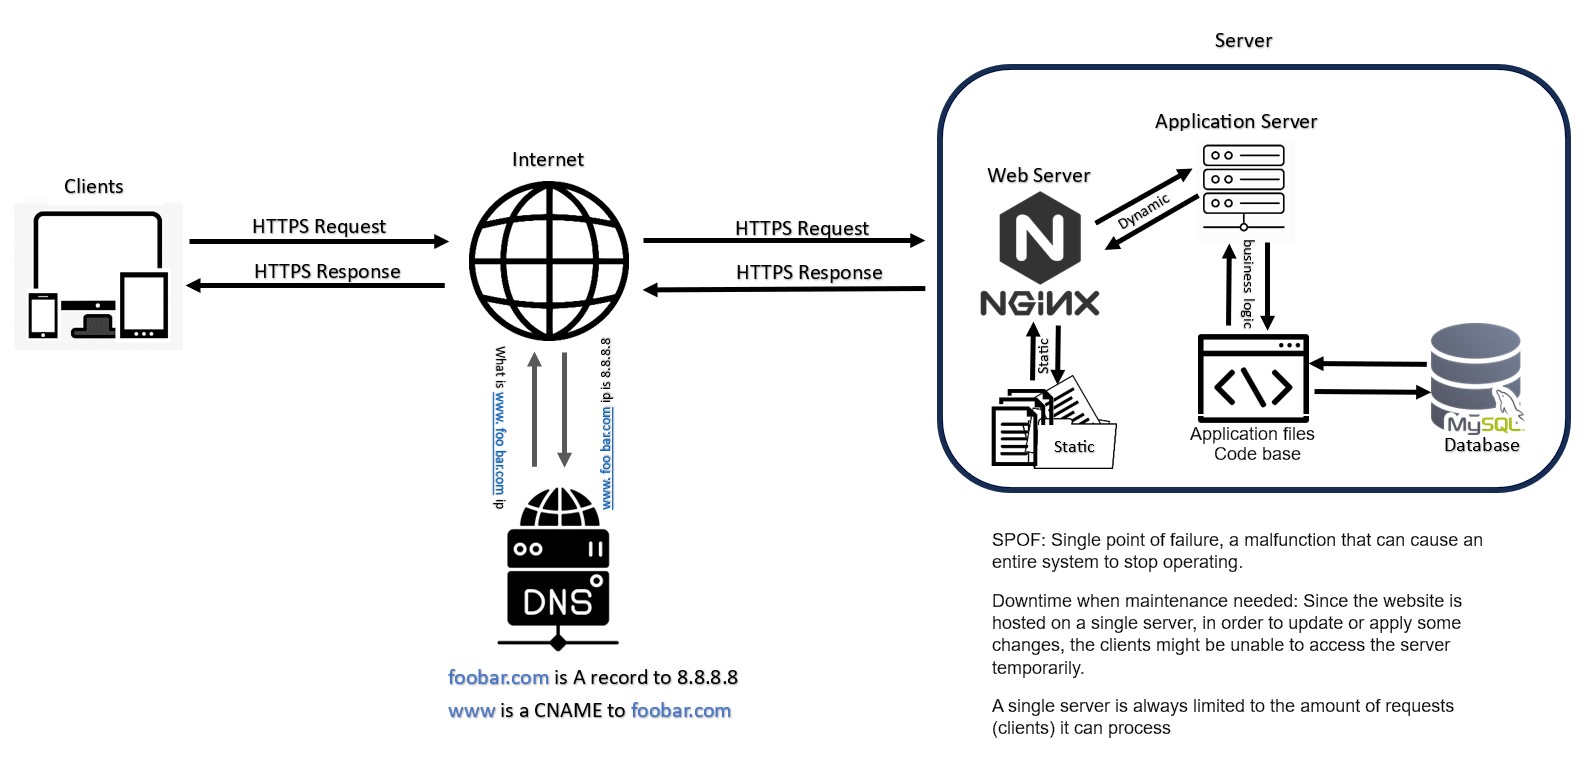 Server
Application Server
Internet
Web Server
Clients
HTTPS Request
HTTPS Response
HTTPS Request
HTTPS Response
Dynamic
NGINX
business logic
Static
Static
Application files
Code base
MySQL
Database
What is www. foo bar.com ip
www. foo bar.com ip is 8.8.8.8
DNS
foobar.com is A record to 8.8.8.8
www is a CNAME to foobar.com
SPOF: Single point of failure, a malfunction that can cause an
entire system to stop operating.
Downtime when maintenance needed: Since the website is
hosted on a single server, in order to update or apply some
changes, the clients might be unable to access the server
temporarily.
A single server is always limited to the amount of requests
(clients) it can process